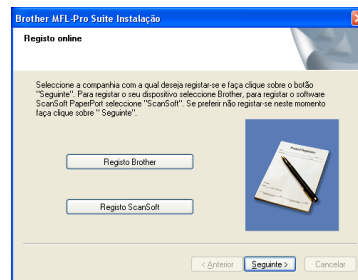 Brother MFL-Pro Suite Instalação
Registo online
Seleccione a companhia com a qual deseja registar-se e faça clique sobre o botão
"Seguinte". Para registar o seu dispositivo seleccione Brother, para registar o software
ScanSoft PaperPort seleccione "ScanSoft". Se preferir não registar-se neste momento
faça clique sobre " Seguinte".
Registo Brother
Registo ScanSoft
< Anterior
Seguinte >
Cancelar